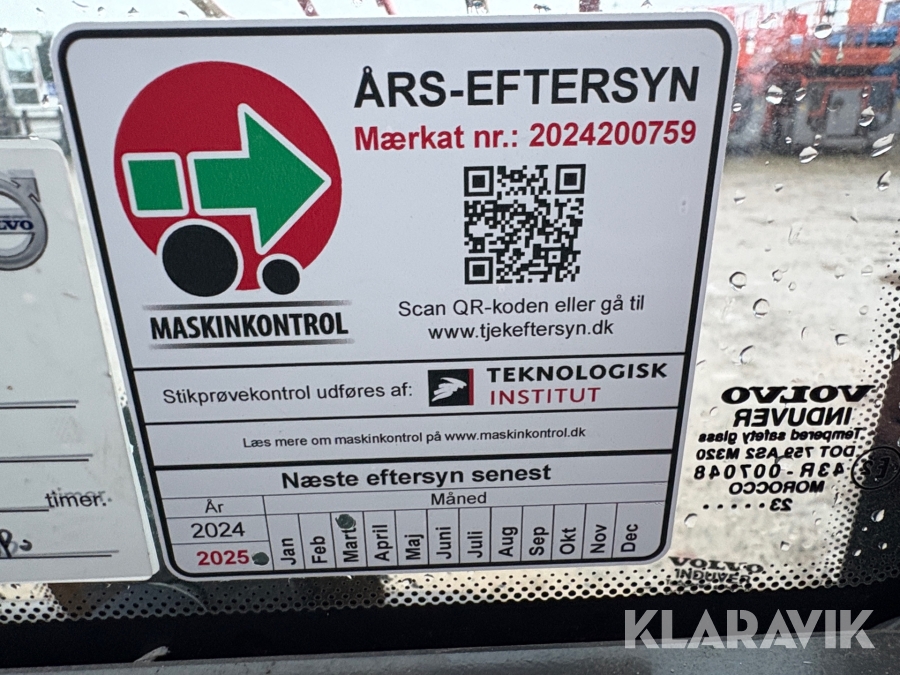 ÅRS-EFTERSYN
Mærkat nr.: 2024200759
Scan QR-koden eller gå til
www.tjekeftersyn.dk
MASKINKONTROL
Stikprøvekontrol udføres af:
TEKNOLOGISK
INSTITUT
Læs mere om maskinkontrol på www.maskinkontrol.dk
Næste eftersyn senest
År
Måned
2024
2025
Jan
Feb
Mart
April
Maj
Juni
Juli
Aug
Sep
Okt
Nov
Dec
timer.
VOLVO
INDUVER
Tempered safety glass
DOT 759 AS2 M320
43R-007048
MOROCCO
23
VOLVO
INDUVER
KLARAVIK